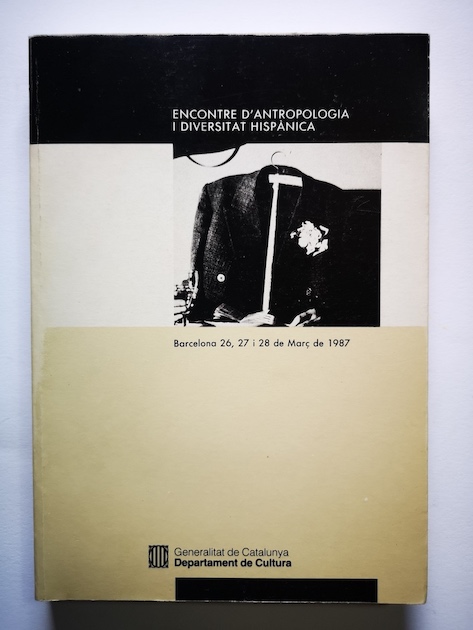 ENCONTRE D'ANTROPOLOGIA
I DIVERSITAT HISPÀNICA
Barcelona 26, 27 i 28 de Març de 1987
Generalitat de Catalunya
Departament de Cultura